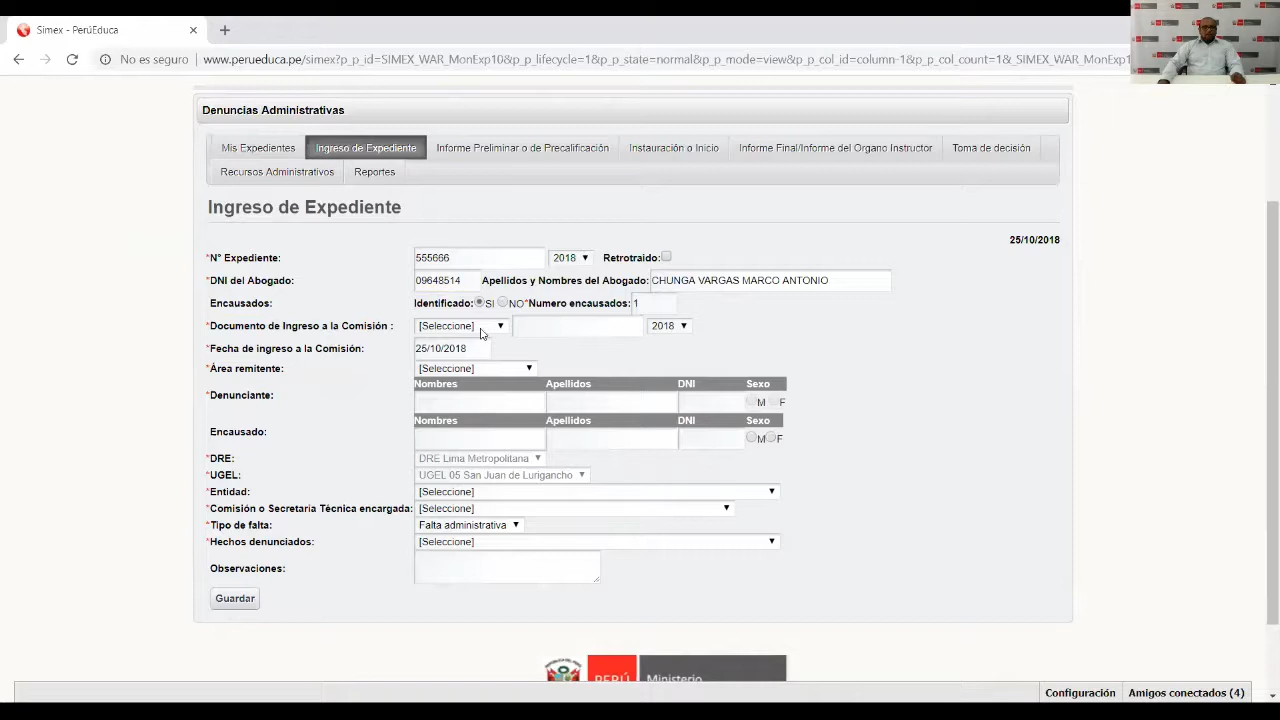 Simex - PerúEduca
No es seguro www.perueduca.pe/simex?p_p_id=SIMEX_WAR_MonExp10&p_p_lifecycle=1&p_p_state=normal&p_p_mode=view&p_p_col_id=column-1&p_p_col_count=1&_SIMEX_WAR_MonExp1
Denuncias Administrativas
Mis Expedientes Ingreso de Expediente Informe Preliminar o de Precalificación Instauración o Inicio Informe Final/Informe del Organo Instructor Toma de decisión
Recursos Administrativas Reportes
Ingreso de Expediente
25/10/2018
*N° Expediente: 555666 2018 Retrotraido:
*DNI del Abogado: 09648514 Apellidos y Nombres del Abogado: CHUNGA VARGAS MARCO ANTONIO
Encausados: Identificado: SI NO *Numero encausados: 1
*Documento de Ingreso a la Comisión : [Seleccione] 2018
*Fecha de ingreso a la Comisión: 25/10/2018
*Área remitente: [Seleccione]
Nombres Apellidos DNI Sexo
*Denunciante: M F
Nombres Apellidos DNI Sexo
Encausado: M F
*DRE: DRE Lima Metropolitana
*UGEL: UGEL 05 San Juan de Lurigancho
*Entidad: [Seleccione]
*Comisión o Secretaria Técnica encargada: [Seleccione]
*Tipo de falta: Falta administrativa
*Hechos denunciados: [Seleccione]
Observaciones:
Guardar
PERÚ Ministerio
Configuración Amigos conectados (4)